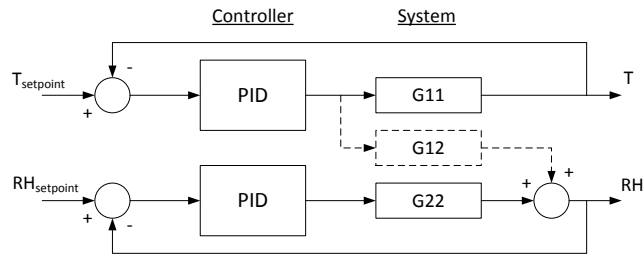 Controller System
-
T_setpoint
+
PID
G11
T
G12
+
RH_setpoint
+
-
PID
G22
+
RH